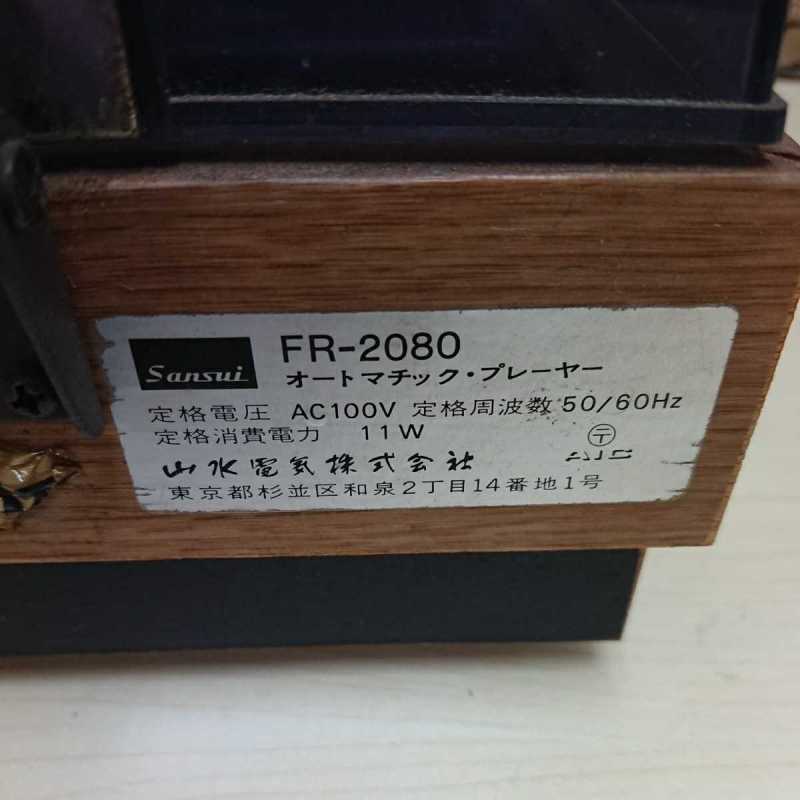 Sansui
FR-2080
オートマチック・プレーヤー
定格電圧 AC100V 定格周波数 50/60Hz
定格消費電力 11W 〒
山水電気株式会社
東京都杉並区和泉2丁目14番地1号